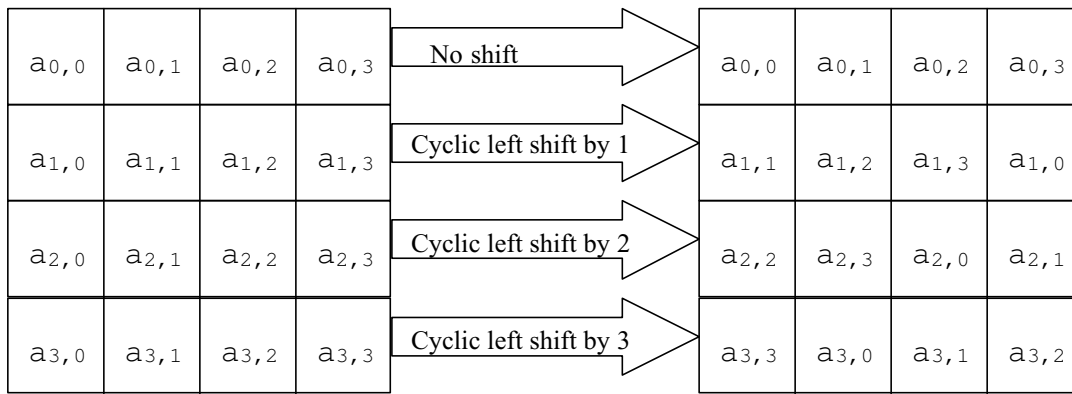 a0,0 a0,1 a0,2 a0,3 No shift a0,0 a0,1 a0,2 a0,3
a1,0 a1,1 a1,2 a1,3 Cyclic left shift by 1 a1,1 a1,2 a1,3 a1,0
a2,0 a2,1 a2,2 a2,3 Cyclic left shift by 2 a2,2 a2,3 a2,0 a2,1
a3,0 a3,1 a3,2 a3,3 Cyclic left shift by 3 a3,3 a3,0 a3,1 a3,2